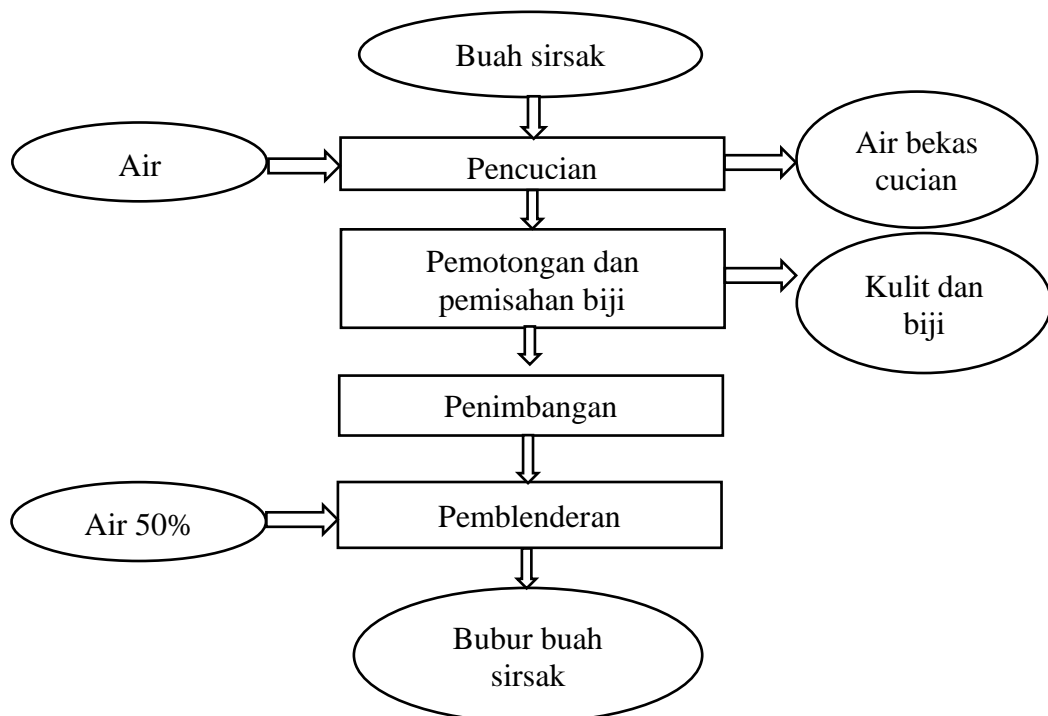 Buah sirsak
Air
Pencucian
Air bekas
cucian
Pemotongan dan
pemisahan biji
Kulit dan
biji
Penimbangan
Air 50%
Pemblenderan
Bubur buah
sirsak